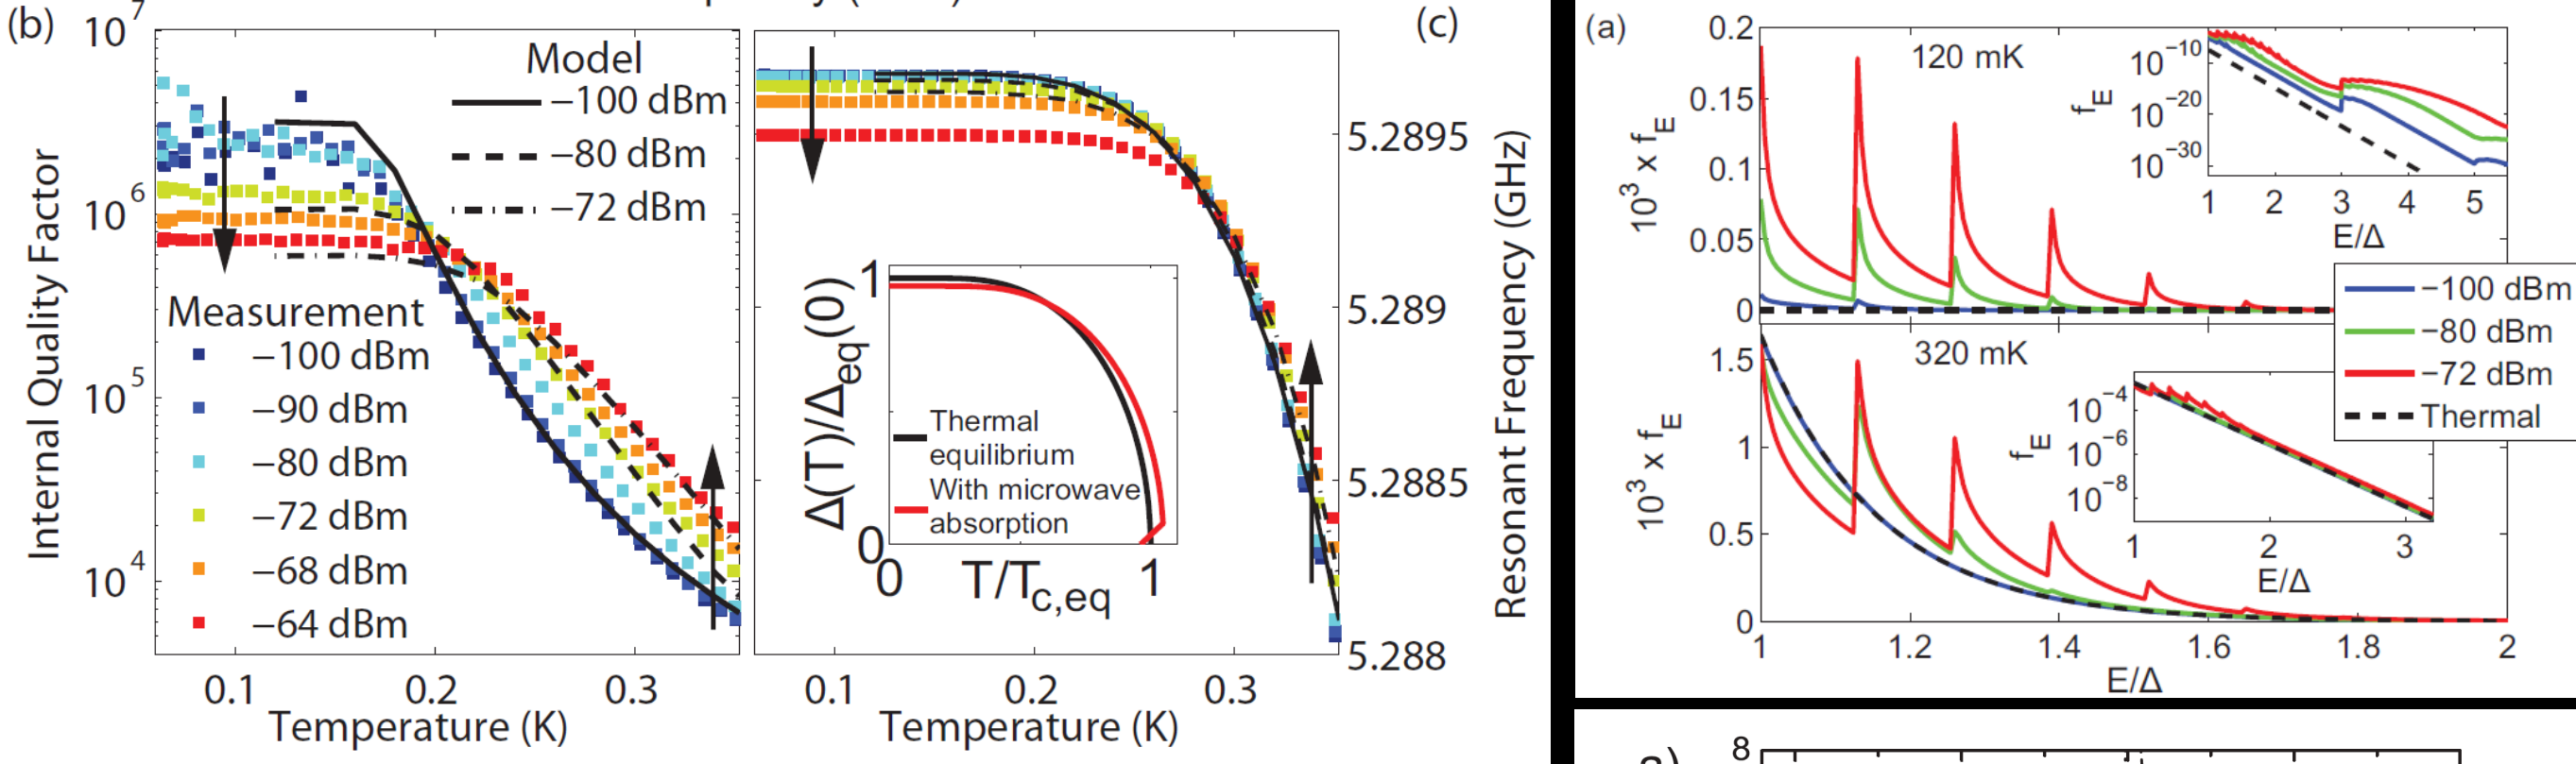 (b)
10^7
10^6
10^5
10^4
Internal Quality Factor
Model
−100 dBm
−80 dBm
−72 dBm
Measurement
−100 dBm
−90 dBm
−80 dBm
−72 dBm
−68 dBm
−64 dBm
0.1
0.2
0.3
Temperature (K)
(c)
5.2895
5.289
5.2885
5.288
Resonant Frequency (GHz)
1
0
Δ(T)/Δ_eq(0)
Thermal
equilibrium
With microwave
absorption
0
1
T/T_c,eq
0.1
0.2
0.3
Temperature (K)
(a)
0.2
0.15
0.1
0.05
0
10^3 x f_E
120 mK
10^−10
10^−20
10^−30
f_E
1
2
3
4
5
E/Δ
−100 dBm
−80 dBm
−72 dBm
Thermal
320 mK
1.5
1
0.5
0
10^3 x f_E
10^−4
10^−6
10^−8
f_E
1
2
3
E/Δ
1
1.2
1.4
1.6
1.8
2
E/Δ
8